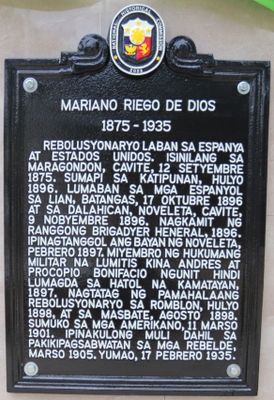 NATIONAL HISTORICAL COMMISSION
MARIANO RIEGO DE DIOS
1875 - 1935
REBOLUSYONARYO LABAN SA ESPANYA
AT ESTADOS UNIDOS. ISINILANG SA
MARAGONDON, CAVITE, 12 SETYEMBRE
1875. SUMAPI SA KATIPUNAN, HULYO
1896. LUMABAN SA MGA ESPANYOL
SA LIAN, BATANGAS, 17 OKTUBRE 1896
AT SA DALAHICAN, NOVELETA, CAVITE,
9 NOBYEMBRE 1896. NAGKAMIT NG
RANGGONG BRIGADYER HENERAL, 1896.
IPINAGTANGGOL ANG BAYAN NG NOVELETA,
PEBRERO 1897. MIYEMBRO NG HUKUMANG
MILITAR NA LUMITIS KINA ANDRES AT
PROCOPIO BONIFACIO NGUNIT HINDI
LUMAGDA SA HATOL NA KAMATAYAN,
1897. NAGTATAG NG PAMAHALAANG
REBOLUSYONARYO SA ROMBLON, HULYO
1898, AT SA MASBATE, AGOSTO 1898.
SUMUKO SA MGA AMERIKANO, 11 MARSO
1901. IPINAKULONG MULI DAHIL SA
PAKIKIPAGSABWATAN SA MGA REBELDE,
MARSO 1905. YUMAO, 17 PEBRERO 1935.